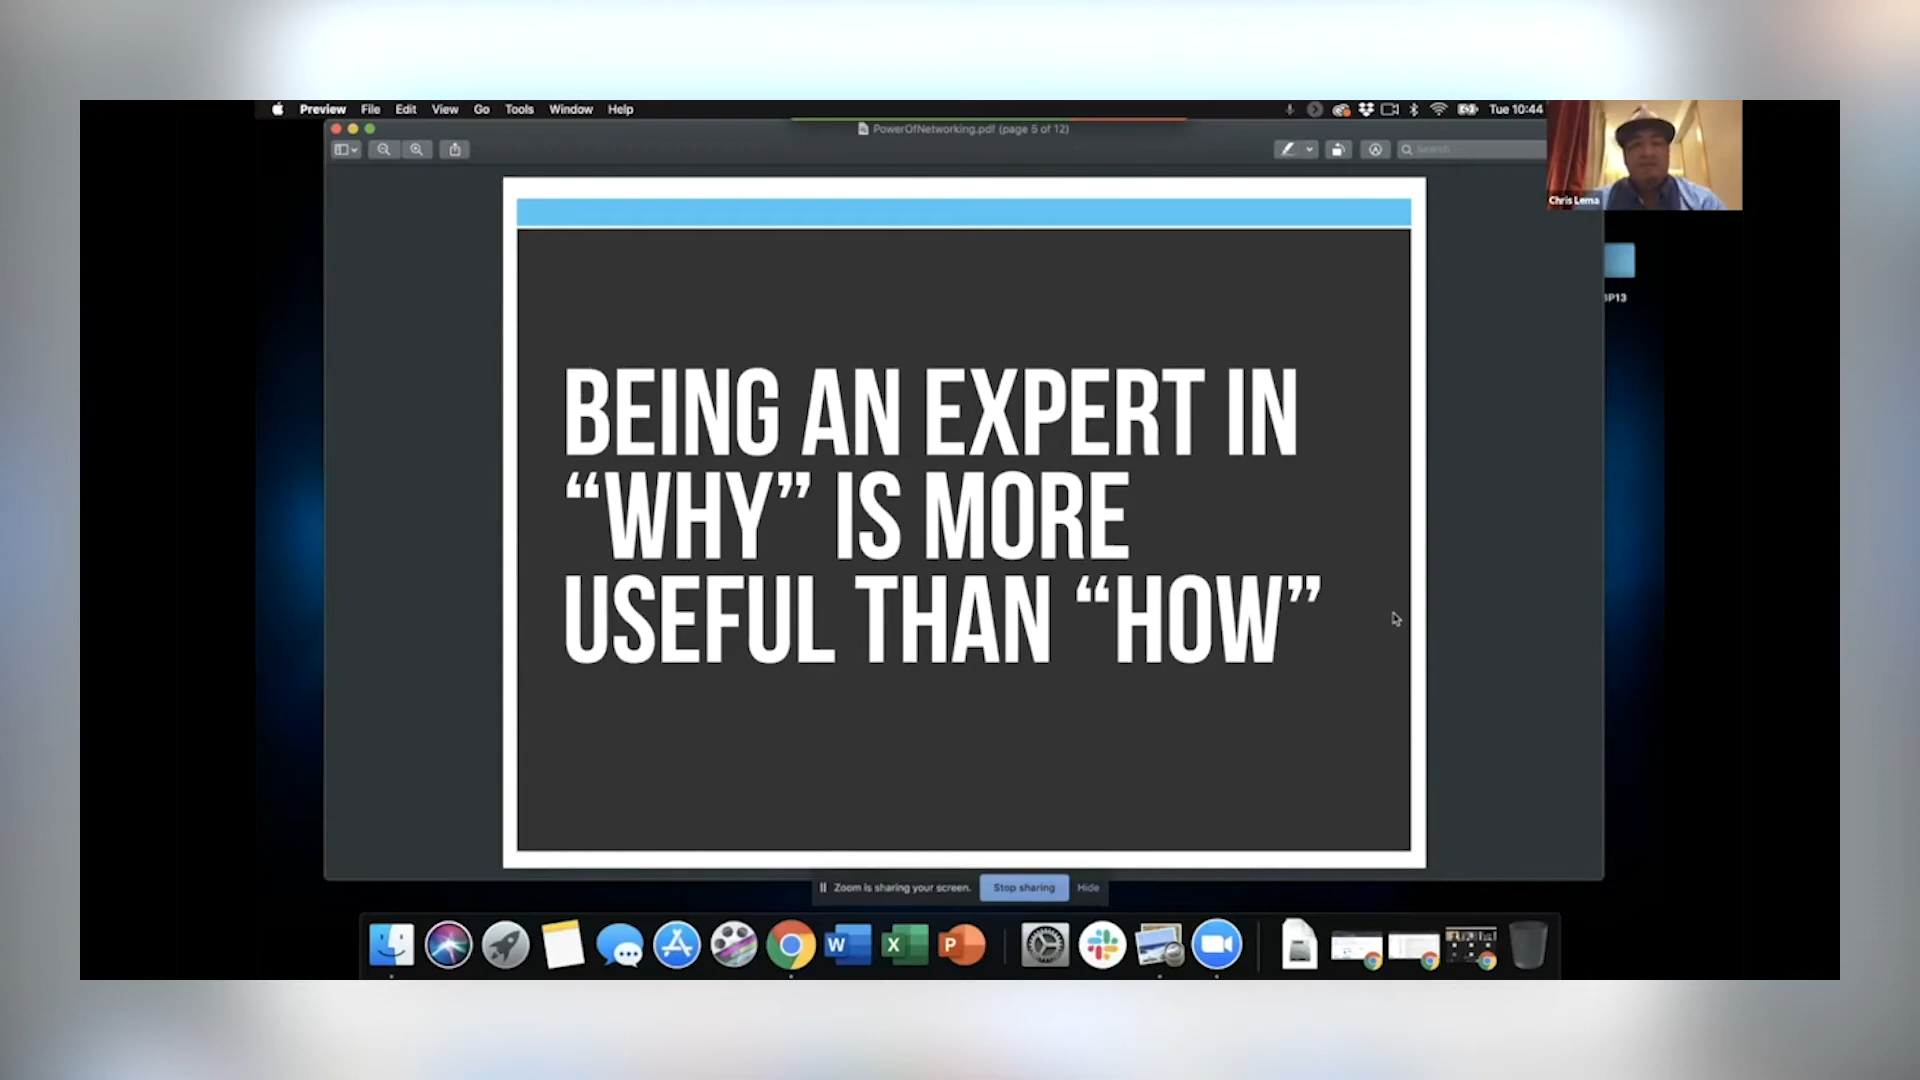 Preview File Edit View Go Tools Window Help
Tue 10:44
PowerOfNetworking.pdf (page 5 of 12)
Search
Chris Lema
BEING AN EXPERT IN
“WHY” IS MORE
USEFUL THAN “HOW”
Zoom is sharing your screen. Stop sharing Hide
W X P